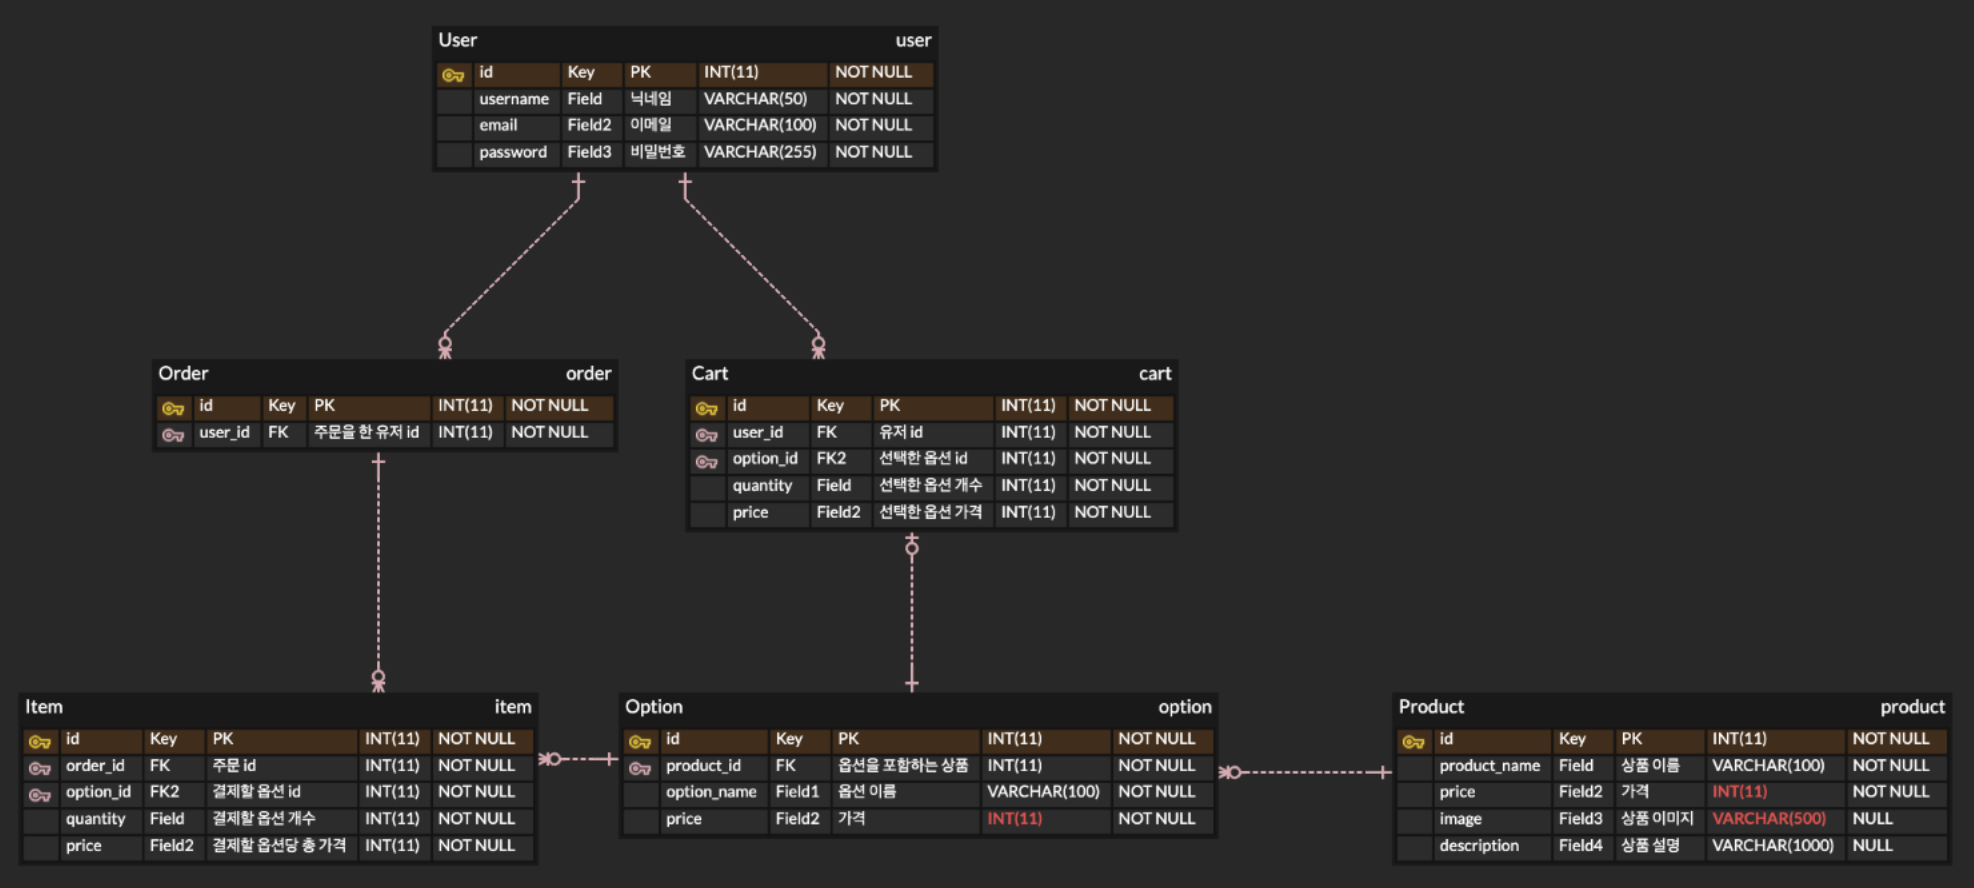 User user
id Key PK INT(11) NOT NULL
username Field 닉네임 VARCHAR(50) NOT NULL
email Field2 이메일 VARCHAR(100) NOT NULL
password Field3 비밀번호 VARCHAR(255) NOT NULL
Order order
id Key PK INT(11) NOT NULL
user_id FK 주문을 한 유저 id INT(11) NOT NULL
Cart cart
id Key PK INT(11) NOT NULL
user_id FK 유저 id INT(11) NOT NULL
option_id FK2 선택한 옵션 id INT(11) NOT NULL
quantity Field 선택한 옵션 개수 INT(11) NOT NULL
price Field2 선택한 옵션 가격 INT(11) NOT NULL
Item item
id Key PK INT(11) NOT NULL
order_id FK 주문 id INT(11) NOT NULL
option_id FK2 결제할 옵션 id INT(11) NOT NULL
quantity Field 결제할 옵션 개수 INT(11) NOT NULL
price Field2 결제할 옵션당 총 가격 INT(11) NOT NULL
Option option
id Key PK INT(11) NOT NULL
product_id FK 옵션을 포함하는 상품 INT(11) NOT NULL
option_name Field1 옵션 이름 VARCHAR(100) NOT NULL
price Field2 가격 INT(11) NOT NULL
Product product
id Key PK INT(11) NOT NULL
product_name Field 상품 이름 VARCHAR(100) NOT NULL
price Field2 가격 INT(11) NOT NULL
image Field3 상품 이미지 VARCHAR(500) NULL
description Field4 상품 설명 VARCHAR(1000) NULL